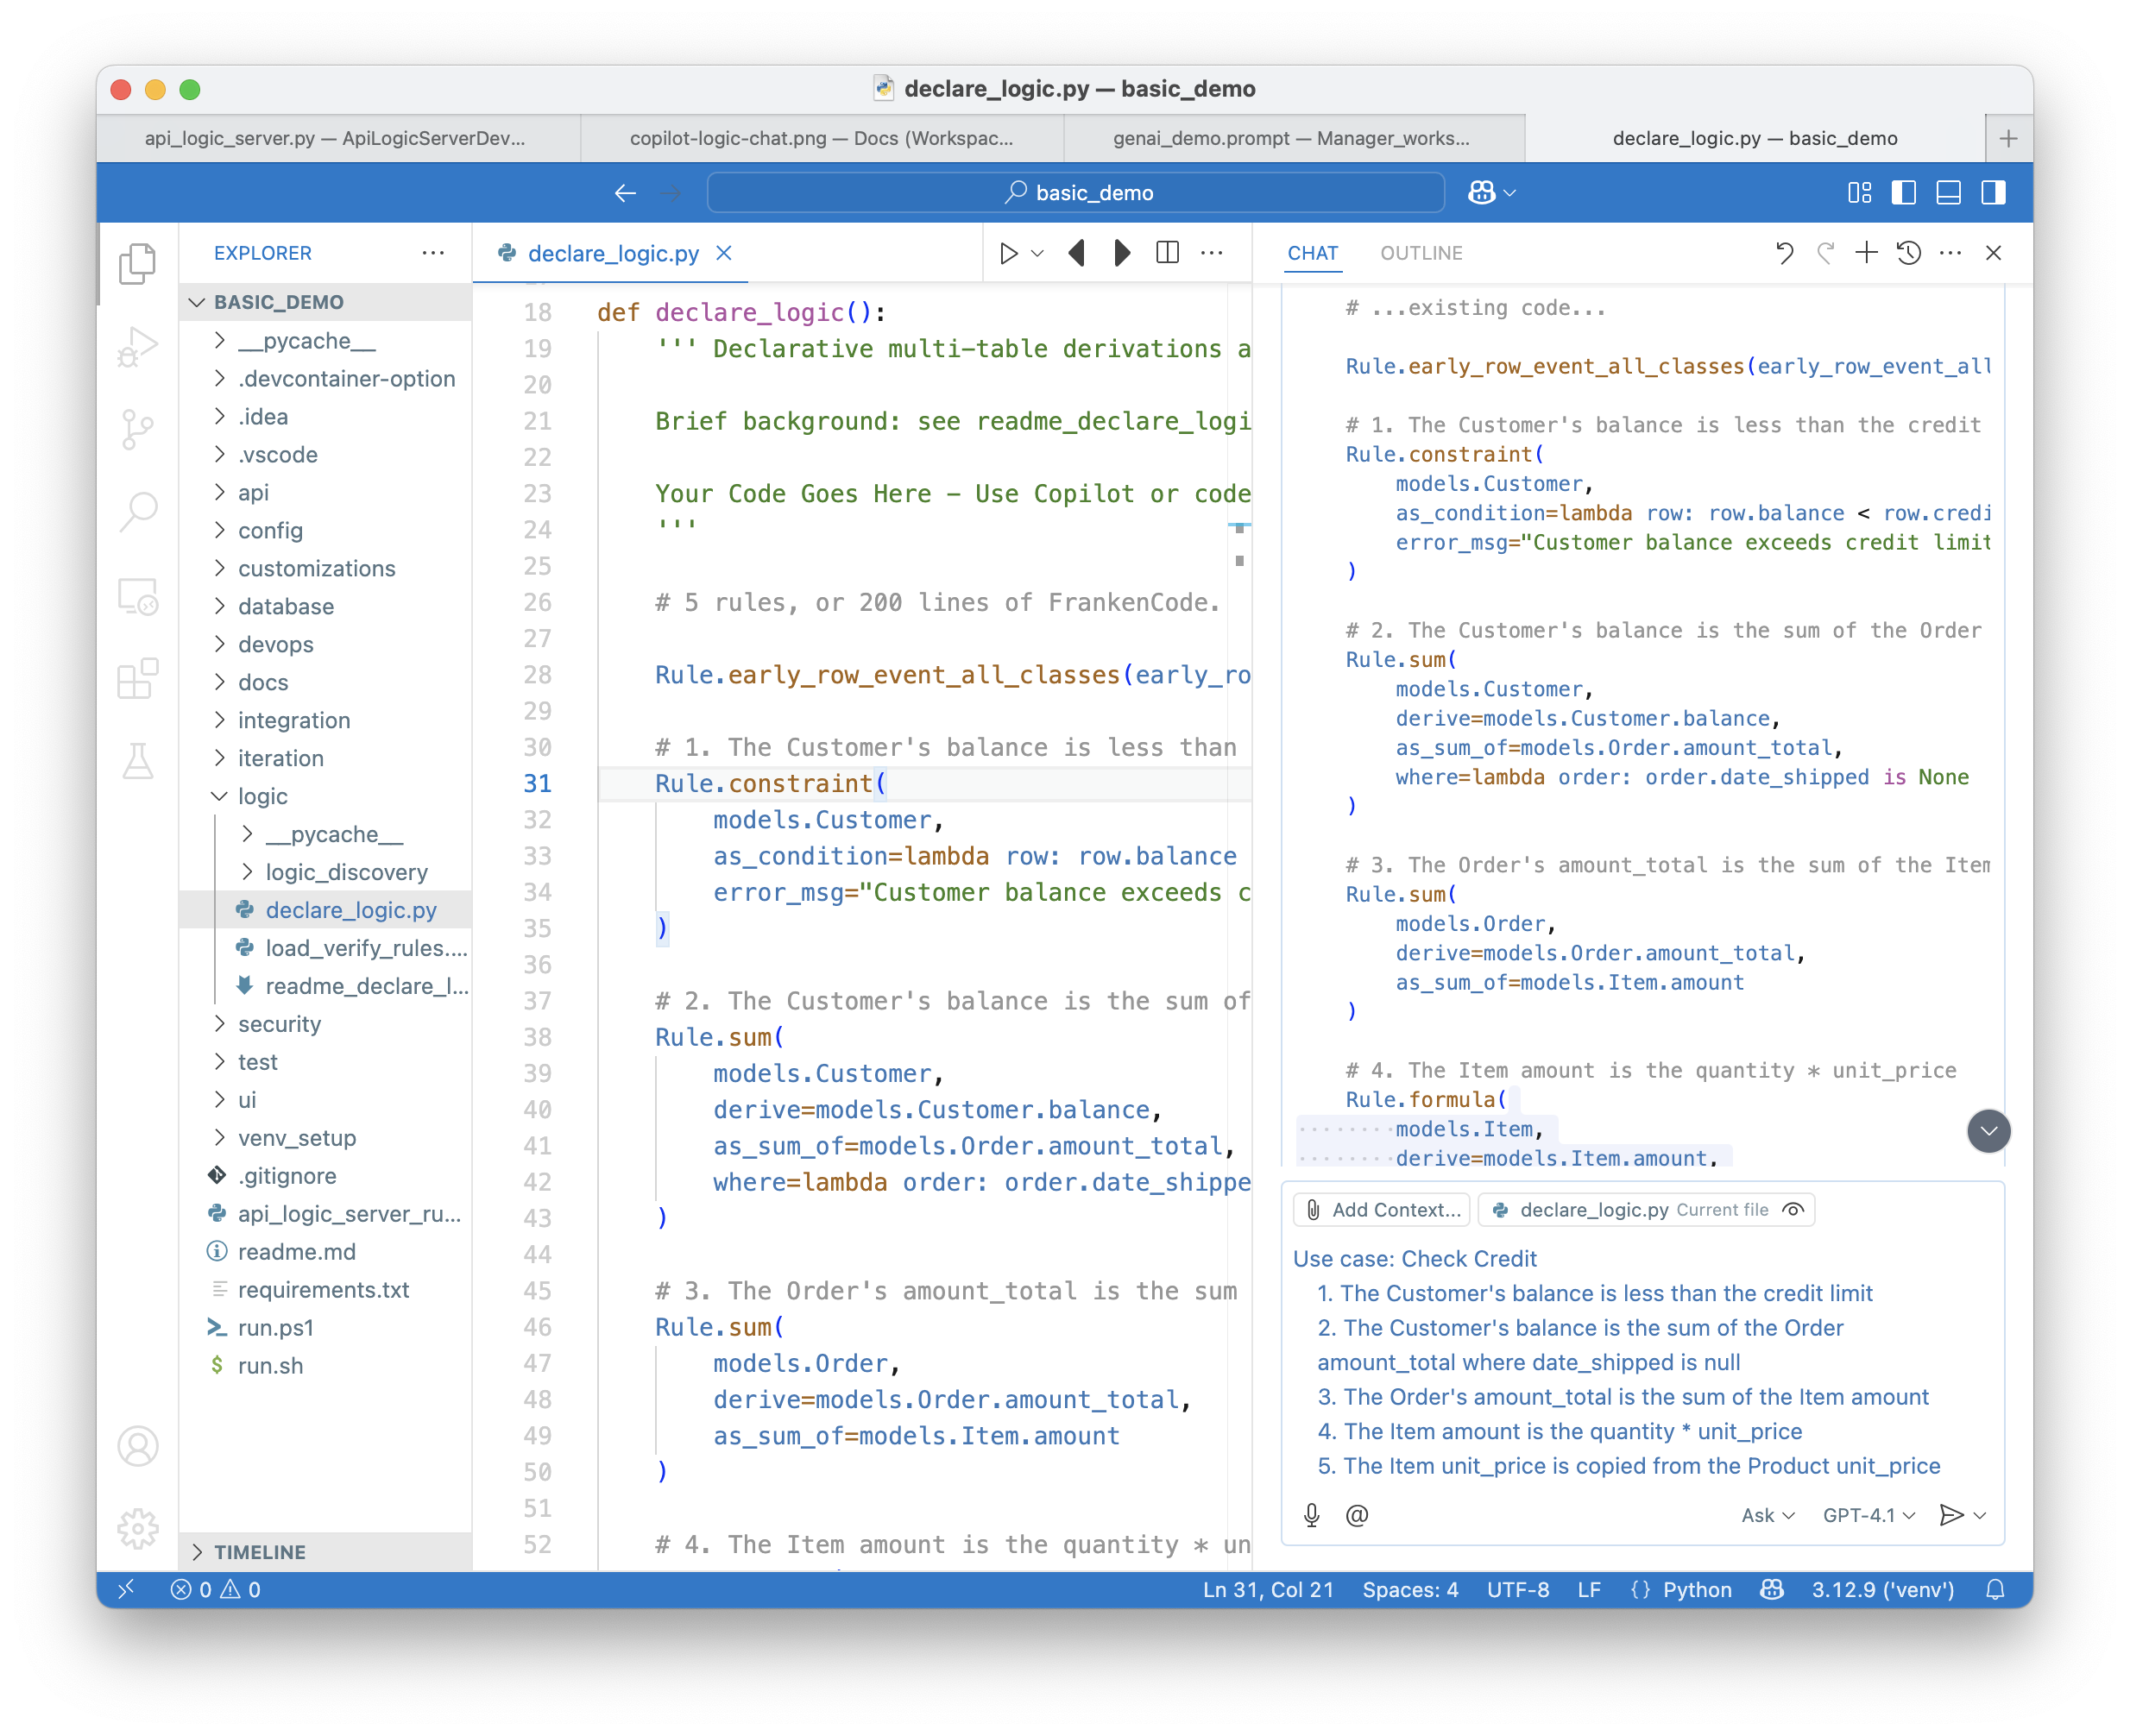 declare_logic.py — basic_demo
api_logic_server.py — ApiLogicServerDev...
copilot-logic-chat.png — Docs (Workspac...
genai_demo.prompt — Manager_works...
declare_logic.py — basic_demo
basic_demo
EXPLORER
BASIC_DEMO
__pycache__
.devcontainer-option
.idea
.vscode
api
config
customizations
database
devops
docs
integration
iteration
logic
__pycache__
logic_discovery
declare_logic.py
load_verify_rules....
readme_declare_l...
security
test
ui
venv_setup
.gitignore
api_logic_server_ru...
readme.md
requirements.txt
run.ps1
run.sh
TIMELINE
declare_logic.py
18 def declare_logic():
19 ''' Declarative multi-table derivations a
20
21 Brief background: see readme_declare_logi
22
23 Your Code Goes Here - Use Copilot or code
24 '''
25
26 # 5 rules, or 200 lines of FrankenCode.
27
28 Rule.early_row_event_all_classes(early_ro
29
30 # 1. The Customer's balance is less than
31 Rule.constraint(
32 models.Customer,
33 as_condition=lambda row: row.balance
34 error_msg="Customer balance exceeds c
35 )
36
37 # 2. The Customer's balance is the sum of
38 Rule.sum(
39 models.Customer,
40 derive=models.Customer.balance,
41 as_sum_of=models.Order.amount_total,
42 where=lambda order: order.date_shippe
43 )
44
45 # 3. The Order's amount_total is the sum
46 Rule.sum(
47 models.Order,
48 derive=models.Order.amount_total,
49 as_sum_of=models.Item.amount
50 )
51
52 # 4. The Item amount is the quantity * un
CHAT
OUTLINE
# ...existing code...
Rule.early_row_event_all_classes(early_row_event_all
# 1. The Customer's balance is less than the credit
Rule.constraint(
models.Customer,
as_condition=lambda row: row.balance < row.credi
error_msg="Customer balance exceeds credit limit
)
# 2. The Customer's balance is the sum of the Order
Rule.sum(
models.Customer,
derive=models.Customer.balance,
as_sum_of=models.Order.amount_total,
where=lambda order: order.date_shipped is None
)
# 3. The Order's amount_total is the sum of the Item
Rule.sum(
models.Order,
derive=models.Order.amount_total,
as_sum_of=models.Item.amount
)
# 4. The Item amount is the quantity * unit_price
Rule.formula(
models.Item,
derive=models.Item.amount,
Add Context...
declare_logic.py Current file
Use case: Check Credit
1. The Customer's balance is less than the credit limit
2. The Customer's balance is the sum of the Order
amount_total where date_shipped is null
3. The Order's amount_total is the sum of the Item amount
4. The Item amount is the quantity * unit_price
5. The Item unit_price is copied from the Product unit_price
@ Ask GPT-4.1
0 0 Ln 31, Col 21 Spaces: 4 UTF-8 LF {} Python 3.12.9 ('venv')